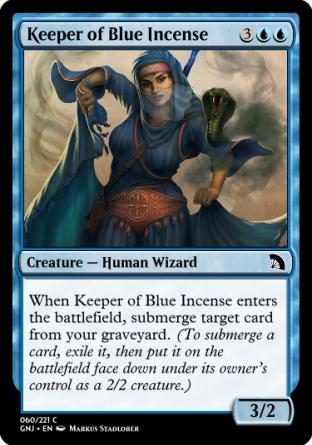 Keeper of Blue Incense 3
Creature — Human Wizard
When Keeper of Blue Incense enters
the battlefield, submerge target card
from your graveyard. (To submerge a
card, exile it, then put it on the
battlefield face down under its owner's
control as a 2/2 creature.)
3/2
060/221 C
GNJ • EN Markus Stadlober